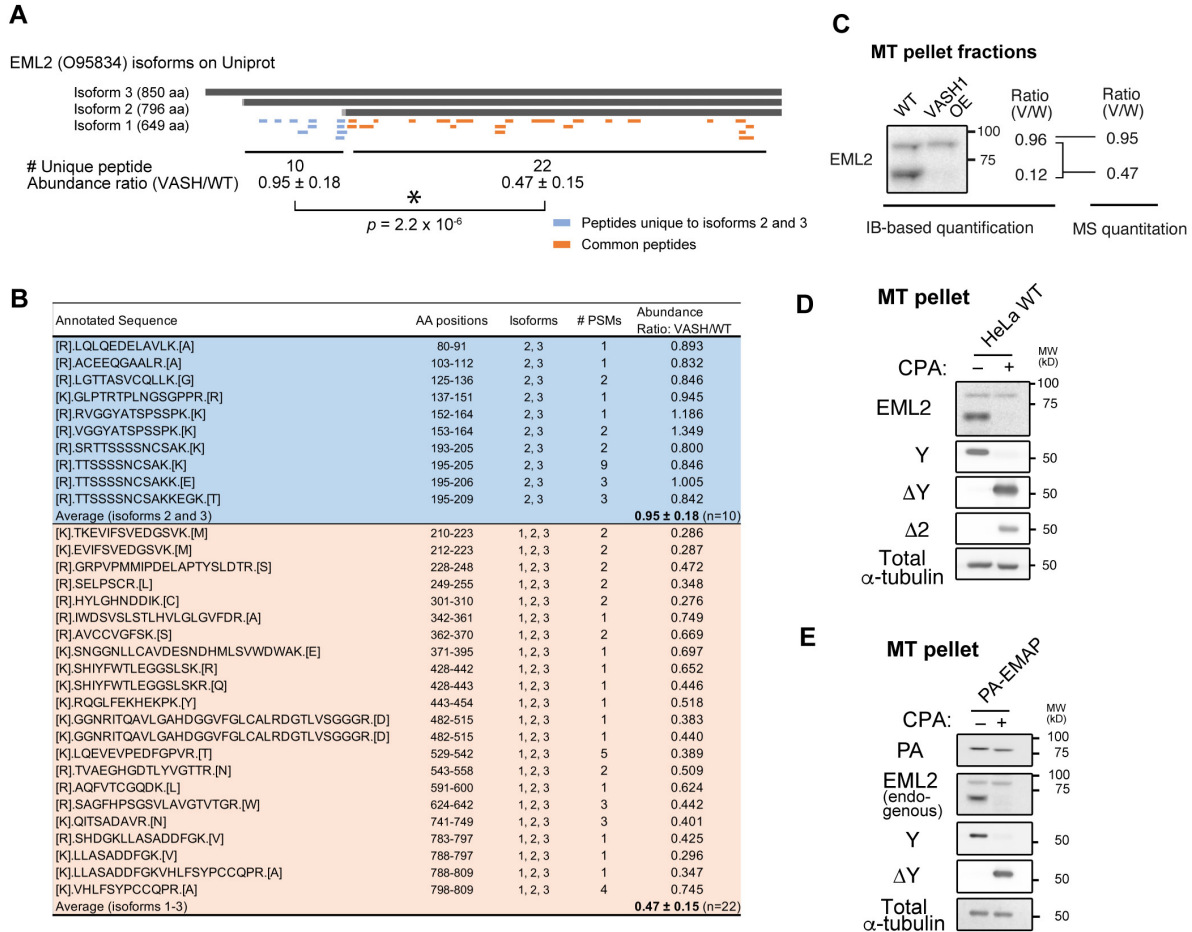 A
EML2 (O95834) isoforms on Uniprot
Isoform 3 (850 aa)
Isoform 2 (796 aa)
Isoform 1 (649 aa)
# Unique peptide 10 22
Abundance ratio (VASH/WT) 0.95 ± 0.18 0.47 ± 0.15
*
p = 2.2 x 10-6
Peptides unique to isoforms 2 and 3
Common peptides
B
Annotated Sequence AA positions Isoforms # PSMs Abundance Ratio: VASH/WT
[R].LQLQEDELAVLK.[A] 80-91 2, 3 1 0.893
[R].ACEEQGAALR.[A] 103-112 2, 3 1 0.832
[R].LGTTASVCQLLK.[G] 125-136 2, 3 2 0.846
[K].GLPTRTPLNGSGPPR.[R] 137-151 2, 3 1 0.945
[R].RVGGYATSPSSPK.[K] 152-164 2, 3 1 1.186
[R].VGGYATSPSSPK.[K] 153-164 2, 3 2 1.349
[R].SRTTSSSSNCSAK.[K] 193-205 2, 3 2 0.800
[R].TTSSSSNCSAK.[K] 195-205 2, 3 9 0.846
[R].TTSSSSNCSAKK.[E] 195-206 2, 3 3 1.005
[R].TTSSSSNCSAKKEGK.[T] 195-209 2, 3 3 0.842
Average (isoforms 2 and 3) 0.95 ± 0.18 (n=10)
[K].TKEVIFSVEDGSVK.[M] 210-223 1, 2, 3 2 0.286
[K].EVIFSVEDGSVK.[M] 212-223 1, 2, 3 2 0.287
[R].GRPVPMMIPDELAPTYSLDTR.[S] 228-248 1, 2, 3 2 0.472
[R].SELPSCR.[L] 249-255 1, 2, 3 2 0.348
[R].HYLGHNDDIK.[C] 301-310 1, 2, 3 2 0.276
[R].IWDSVSLSTLHVLGLGVFDR.[A] 342-361 1, 2, 3 1 0.749
[R].AVCCVGFSK.[S] 362-370 1, 2, 3 2 0.669
[K].SNGGNLLCAVDESNDHMLSVWDWAK.[E] 371-395 1, 2, 3 1 0.697
[K].SHIYFWTLEGGSLSK.[R] 428-442 1, 2, 3 1 0.652
[K].SHIYFWTLEGGSLSKR.[Q] 428-443 1, 2, 3 1 0.446
[K].RQGLFEKHEKPK.[Y] 443-454 1, 2, 3 1 0.518
[K].GGNRITQAVLGAHDGGVFGLCALRDGTLVSGGGR.[D] 482-515 1, 2, 3 1 0.383
[K].GGNRITQAVLGAHDGGVFGLCALRDGTLVSGGGR.[D] 482-515 1, 2, 3 1 0.440
[K].LQEVEVPEDFGPVR.[T] 529-542 1, 2, 3 5 0.389
[R].TVAEGHGDTLYVGTTR.[N] 543-558 1, 2, 3 2 0.509
[R].AQFVTCGQDK.[L] 591-600 1, 2, 3 1 0.624
[R].SAGFHPSGSVLAVGTVTGR.[W] 624-642 1, 2, 3 3 0.442
[K].QITSADAVR.[N] 741-749 1, 2, 3 3 0.401
[R].SHDGKLLASADDFGK.[V] 783-797 1, 2, 3 1 0.425
[K].LLASADDFGK.[V] 788-797 1, 2, 3 1 0.296
[K].LLASADDFGKVHLFSYPCCQPR.[A] 788-809 1, 2, 3 1 0.347
[K].VHLFSYPCCQPR.[A] 798-809 1, 2, 3 4 0.745
Average (isoforms 1-3) 0.47 ± 0.15 (n=22)
C
MT pellet fractions
WT VASH1 OE Ratio (V/W) Ratio (V/W)
100
EML2 75
0.96 0.95
0.12 0.47
IB-based quantification MS quantitation
D
MT pellet
HeLa WT
CPA: – + MW (kD)
EML2 100 75
Y 50
ΔY 50
Δ2 50
Total α-tubulin 50
E
MT pellet
PA-EMAP
CPA: – + MW (kD)
PA 100 75
EML2 (endo-genous) 100 75
Y 50
ΔY 50
Total α-tubulin 50